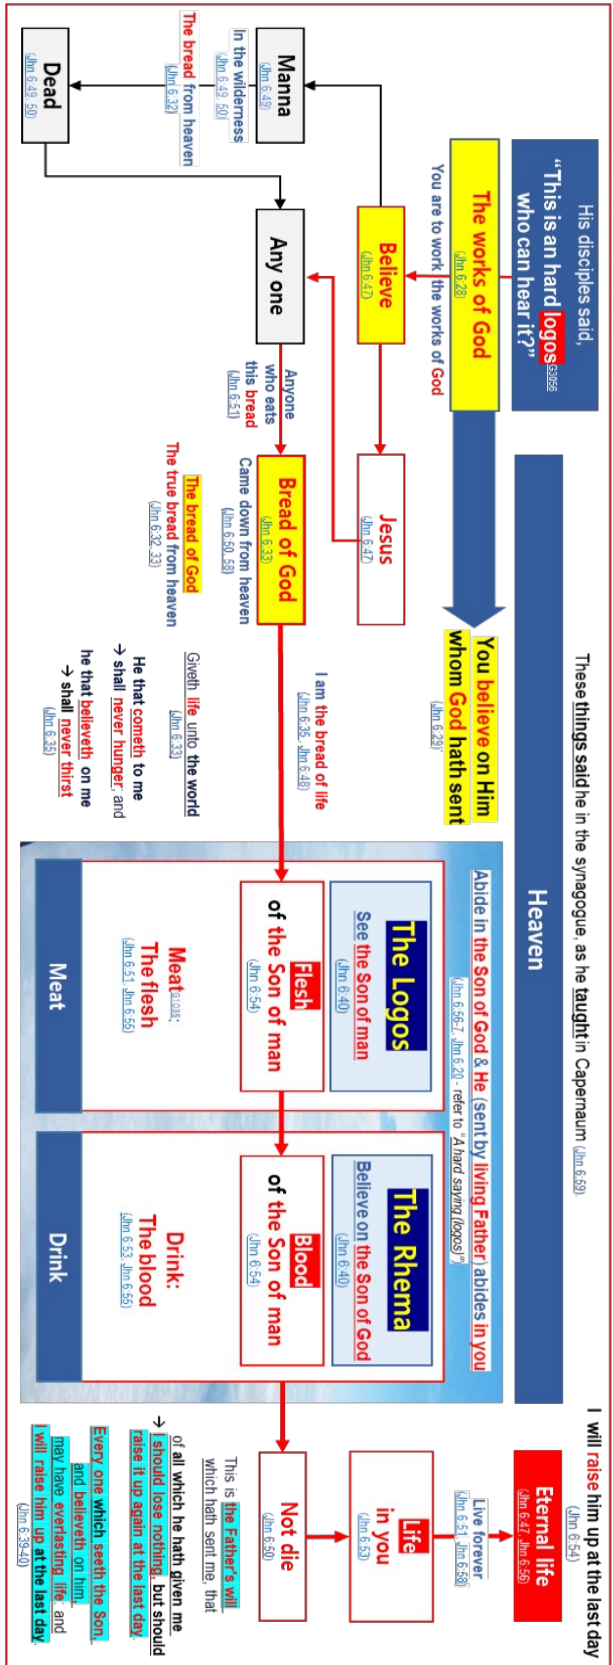 These things said he in the synagogue, as he taught in Capernaum (Jhn 6:59).
I will raise him up at the last day
(Jhn 6:54)
His disciples said,
“This is an hard logosG3056
who can hear it?”
Heaven
Eternal life
(Jhn 6:47, Jhn 6:56)
The works of God
(Jhn 6:28)
You believe on Him
whom God hath sent
(Jhn 6:29)
Abide in the Son of God & He (sent by living Father) abides in you
(Jhn 6:56-7, Jhn 6:20 - refer to “A hard saying (logos)”)
You are to work the works of God
Live forever
(Jhn 6:51, Jhn 6:58)
Believe
(Jhn 6:47)
Jesus
(Jhn 6:47)
The Logos
(Jhn 6:40)
See the Son of man
The Rhema
(Jhn 6:40)
Believe on the Son of God
Life
in you
(Jhn 6:53)
Manna
(Jhn 6:49)
In the wilderness
(Jhn 6:49, 50)
The bread from heaven
(Jhn 6:32)
Dead
(Jhn 6:49, 50)
Any one
Anyone
who eats
this bread
(Jhn 6:51)
Bread of God
(Jhn 6:33)
Came down from heaven
(Jhn 6:50, 58)
The bread of God
The true bread from heaven
(Jhn 6:32, 33)
I am the bread of life
(Jhn 6:35, Jhn 6:48)
Giveth life unto the world
(Jhn 6:33)
He that cometh to me
→ shall never hunger; and
he that believeth on me
→ shall never thirst
(Jhn 6:35)
Flesh
of the Son of man
(Jhn 6:54)
Blood
of the Son of man
(Jhn 6:54)
Not die
(Jhn 6:50)
Meat:
The flesh
(Jhn 6:51, Jhn 6:55)
Drink:
The blood
(Jhn 6:53, Jhn 6:55)
Meat
Drink
This is the Father's will
which hath sent me, that
of all which he hath given me
→ I should lose nothing, but should
raise it up again at the last day.
Every one which seeth the Son,
and believeth on him,
may have everlasting life: and
I will raise him up at the last day.
(Jhn 6:39-40)